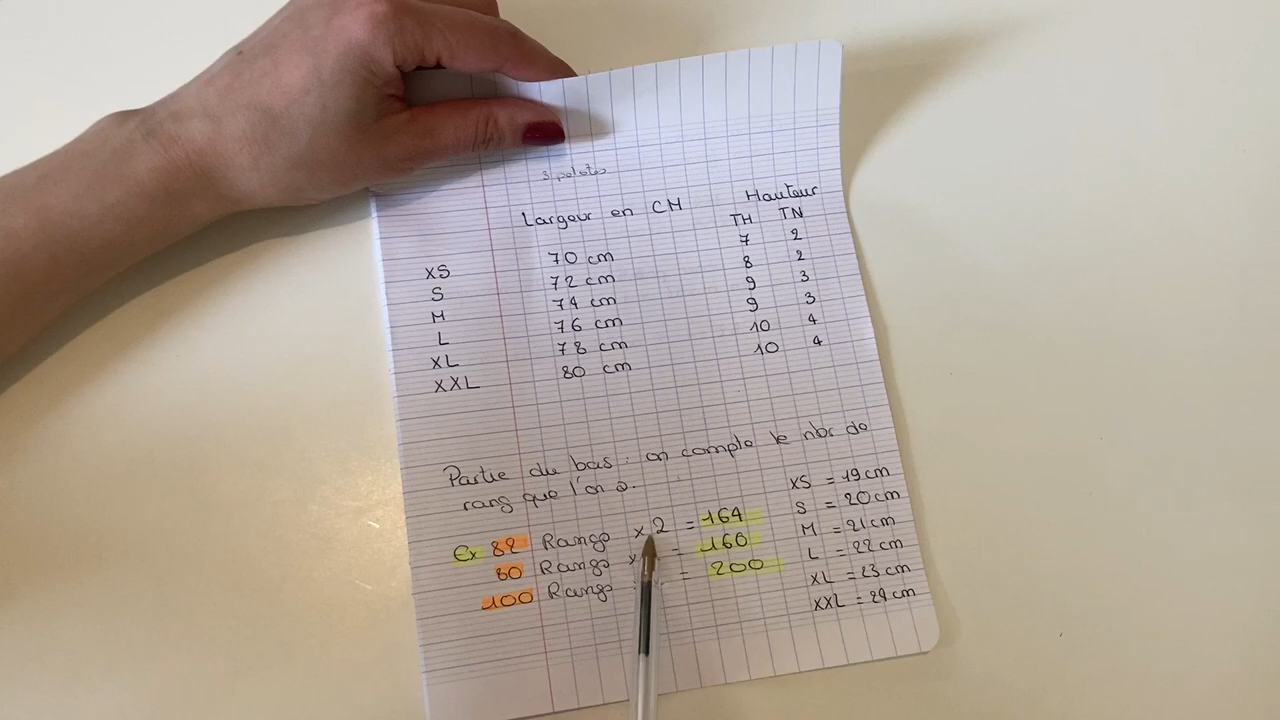 3 pelotes
Largeur en CM Hauteur
TH TN
XS 70 cm 7 2
S 72 cm 8 2
M 74 cm 9 3
L 76 cm 9 3
XL 78 cm 10 4
XXL 80 cm 10 4
Partie du bas : on compte le nbr de
rang que l'on a.
Ex 82 Rangs x 2 = 164
80 Rangs x = 160
100 Rangs = 200
XS = 19 cm
S = 20 cm
M = 21 cm
L = 22 cm
XL = 23 cm
XXL = 24 cm